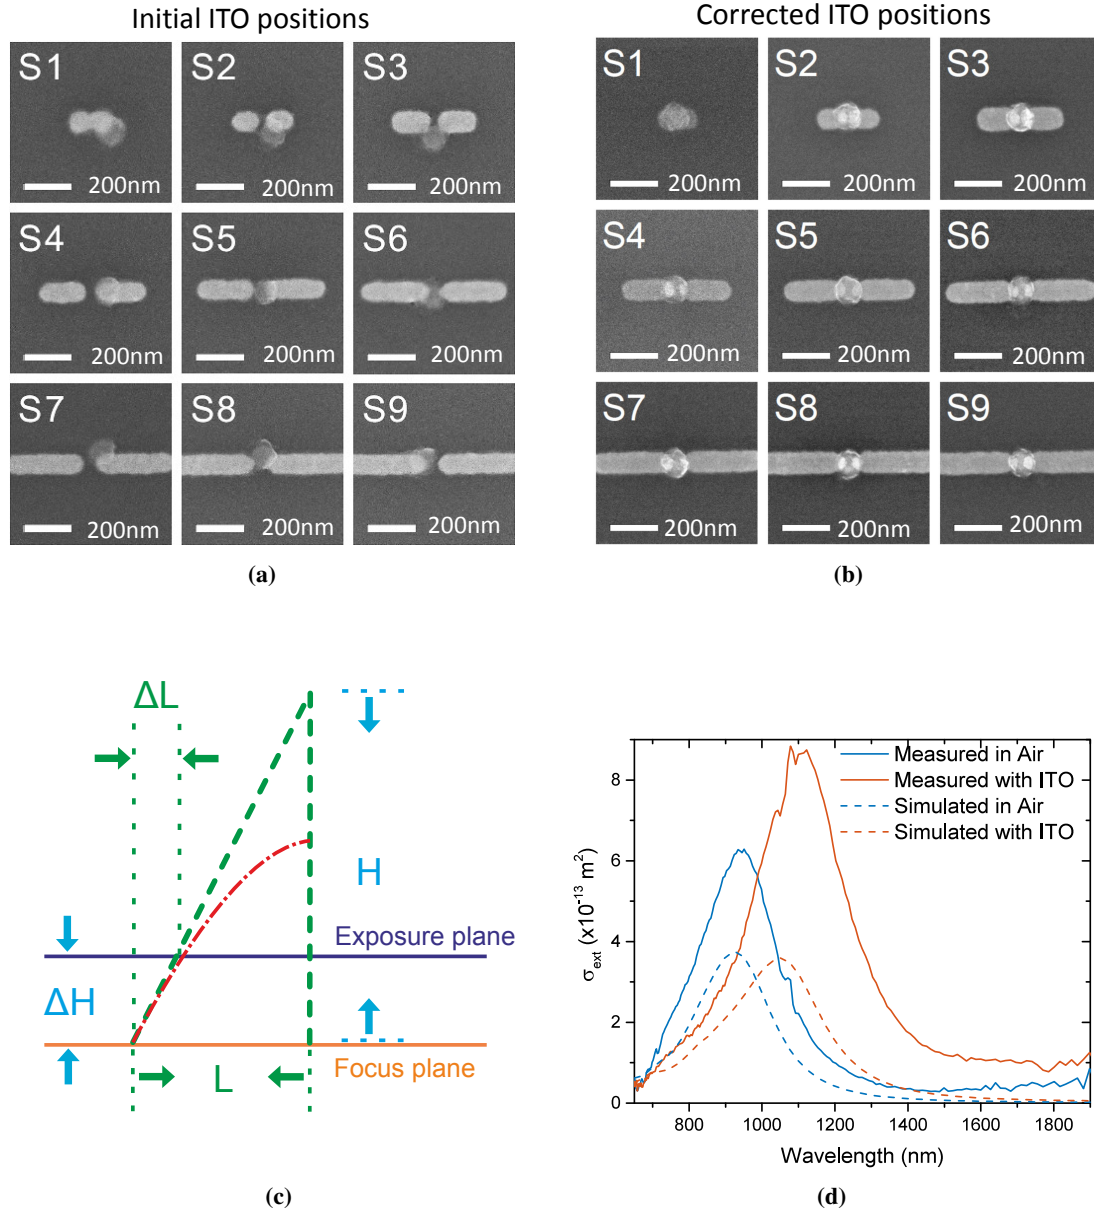 Initial ITO positions
Corrected ITO positions
S1
200nm
S2
200nm
S3
200nm
S4
200nm
S5
200nm
S6
200nm
S7
200nm
S8
200nm
S9
200nm
(a)
S1
200nm
S2
200nm
S3
200nm
S4
200nm
S5
200nm
S6
200nm
S7
200nm
S8
200nm
S9
200nm
(b)
ΔL
H
Exposure plane
ΔH
Focus plane
L
(c)
Measured in Air
Measured with ITO
Simulated in Air
Simulated with ITO
σext (x10⁻¹³ m²)
8
6
4
2
0
800 1000 1200 1400 1600 1800
Wavelength (nm)
(d)